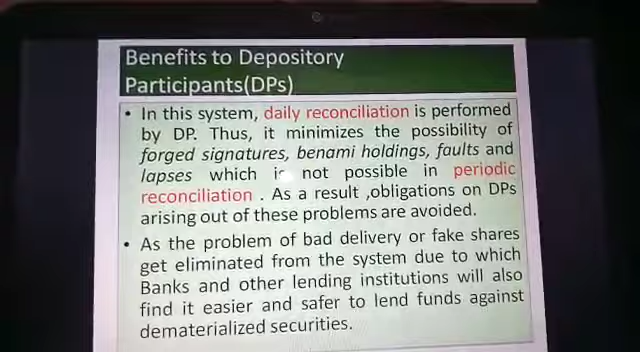 Benefits to Depository
Participants(DPs)
• In this system, daily reconciliation is performed
by DP. Thus, it minimizes the possibility of
forged signatures, benami holdings, faults and
lapses which is not possible in periodic
reconciliation . As a result ,obligations on DPs
arising out of these problems are avoided.
• As the problem of bad delivery or fake shares
get eliminated from the system due to which
Banks and other lending institutions will also
find it easier and safer to lend funds against
dematerialized securities.